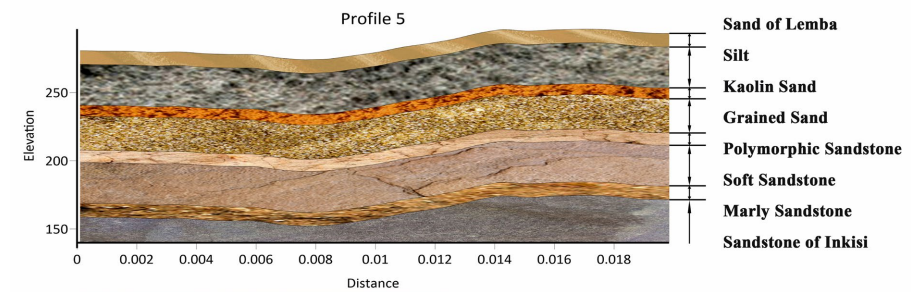 Profile 5
Sand of Lemba
Silt
Kaolin Sand
Grained Sand
Polymorphic Sandstone
Soft Sandstone
Marly Sandstone
Sandstone of Inkisi
Elevation
250
200
150
0 0.002 0.004 0.006 0.008 0.01 0.012 0.014 0.016 0.018
Distance